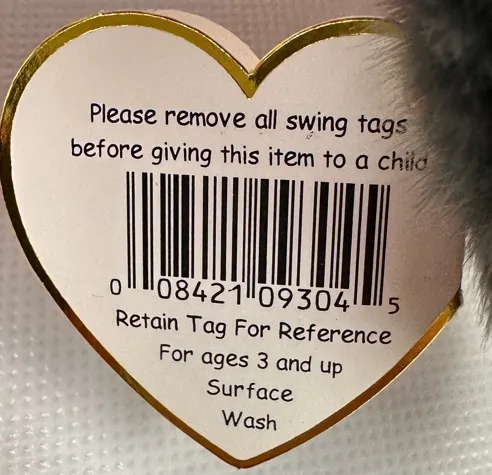 Please remove all swing tags
before giving this item to a child
0 08421 09304 5
Retain Tag For Reference
For ages 3 and up
Surface
Wash